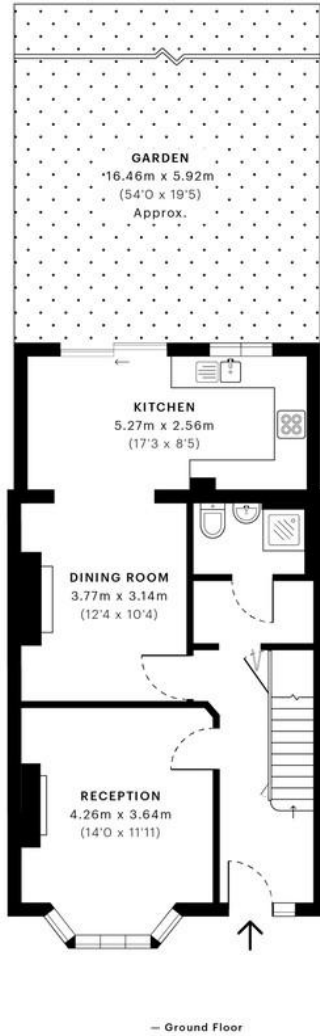 GARDEN
16.46m x 5.92m
(54'0 x 19'5)
Approx.
KITCHEN
5.27m x 2.56m
(17'3 x 8'5)
DINING ROOM
3.77m x 3.14m
(12'4 x 10'4)
RECEPTION
4.26m x 3.64m
(14'0 x 11'11)
— Ground Floor